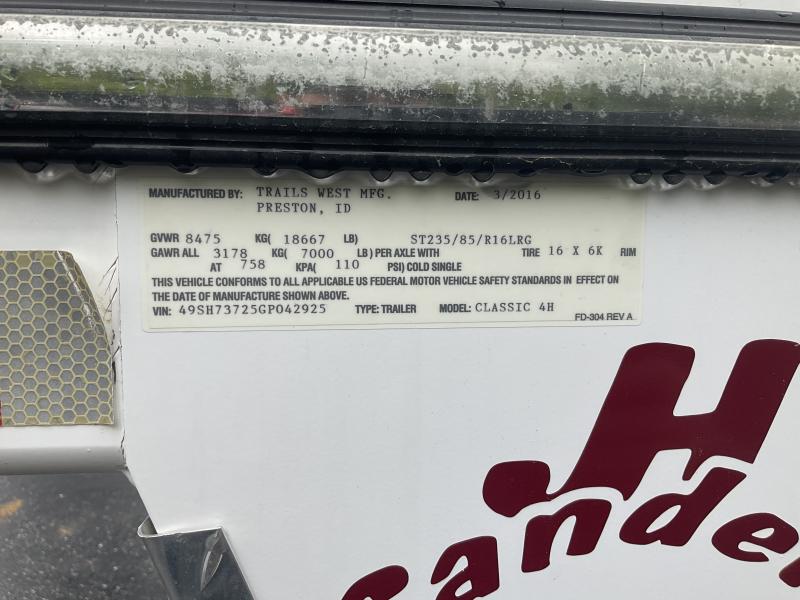 MANUFACTURED BY: TRAILS WEST MFG. DATE: 3/2016
PRESTON, ID
GVWR 8475 KG( 18667 LB) ST235/85/R16LRG
GAWR ALL 3178 KG( 7000 LB) PER AXLE WITH TIRE 16 X 6K RIM
AT 758 KPA( 110 PSI) COLD SINGLE
THIS VEHICLE CONFORMS TO ALL APPLICABLE US FEDERAL MOTOR VEHICLE SAFETY STANDARDS IN EFFECT ON
THE DATE OF MANUFACTURE SHOWN ABOVE.
VIN: 49SH73725GP042925 TYPE: TRAILER MODEL: CLASSIC 4H
FD-304 REV A
H